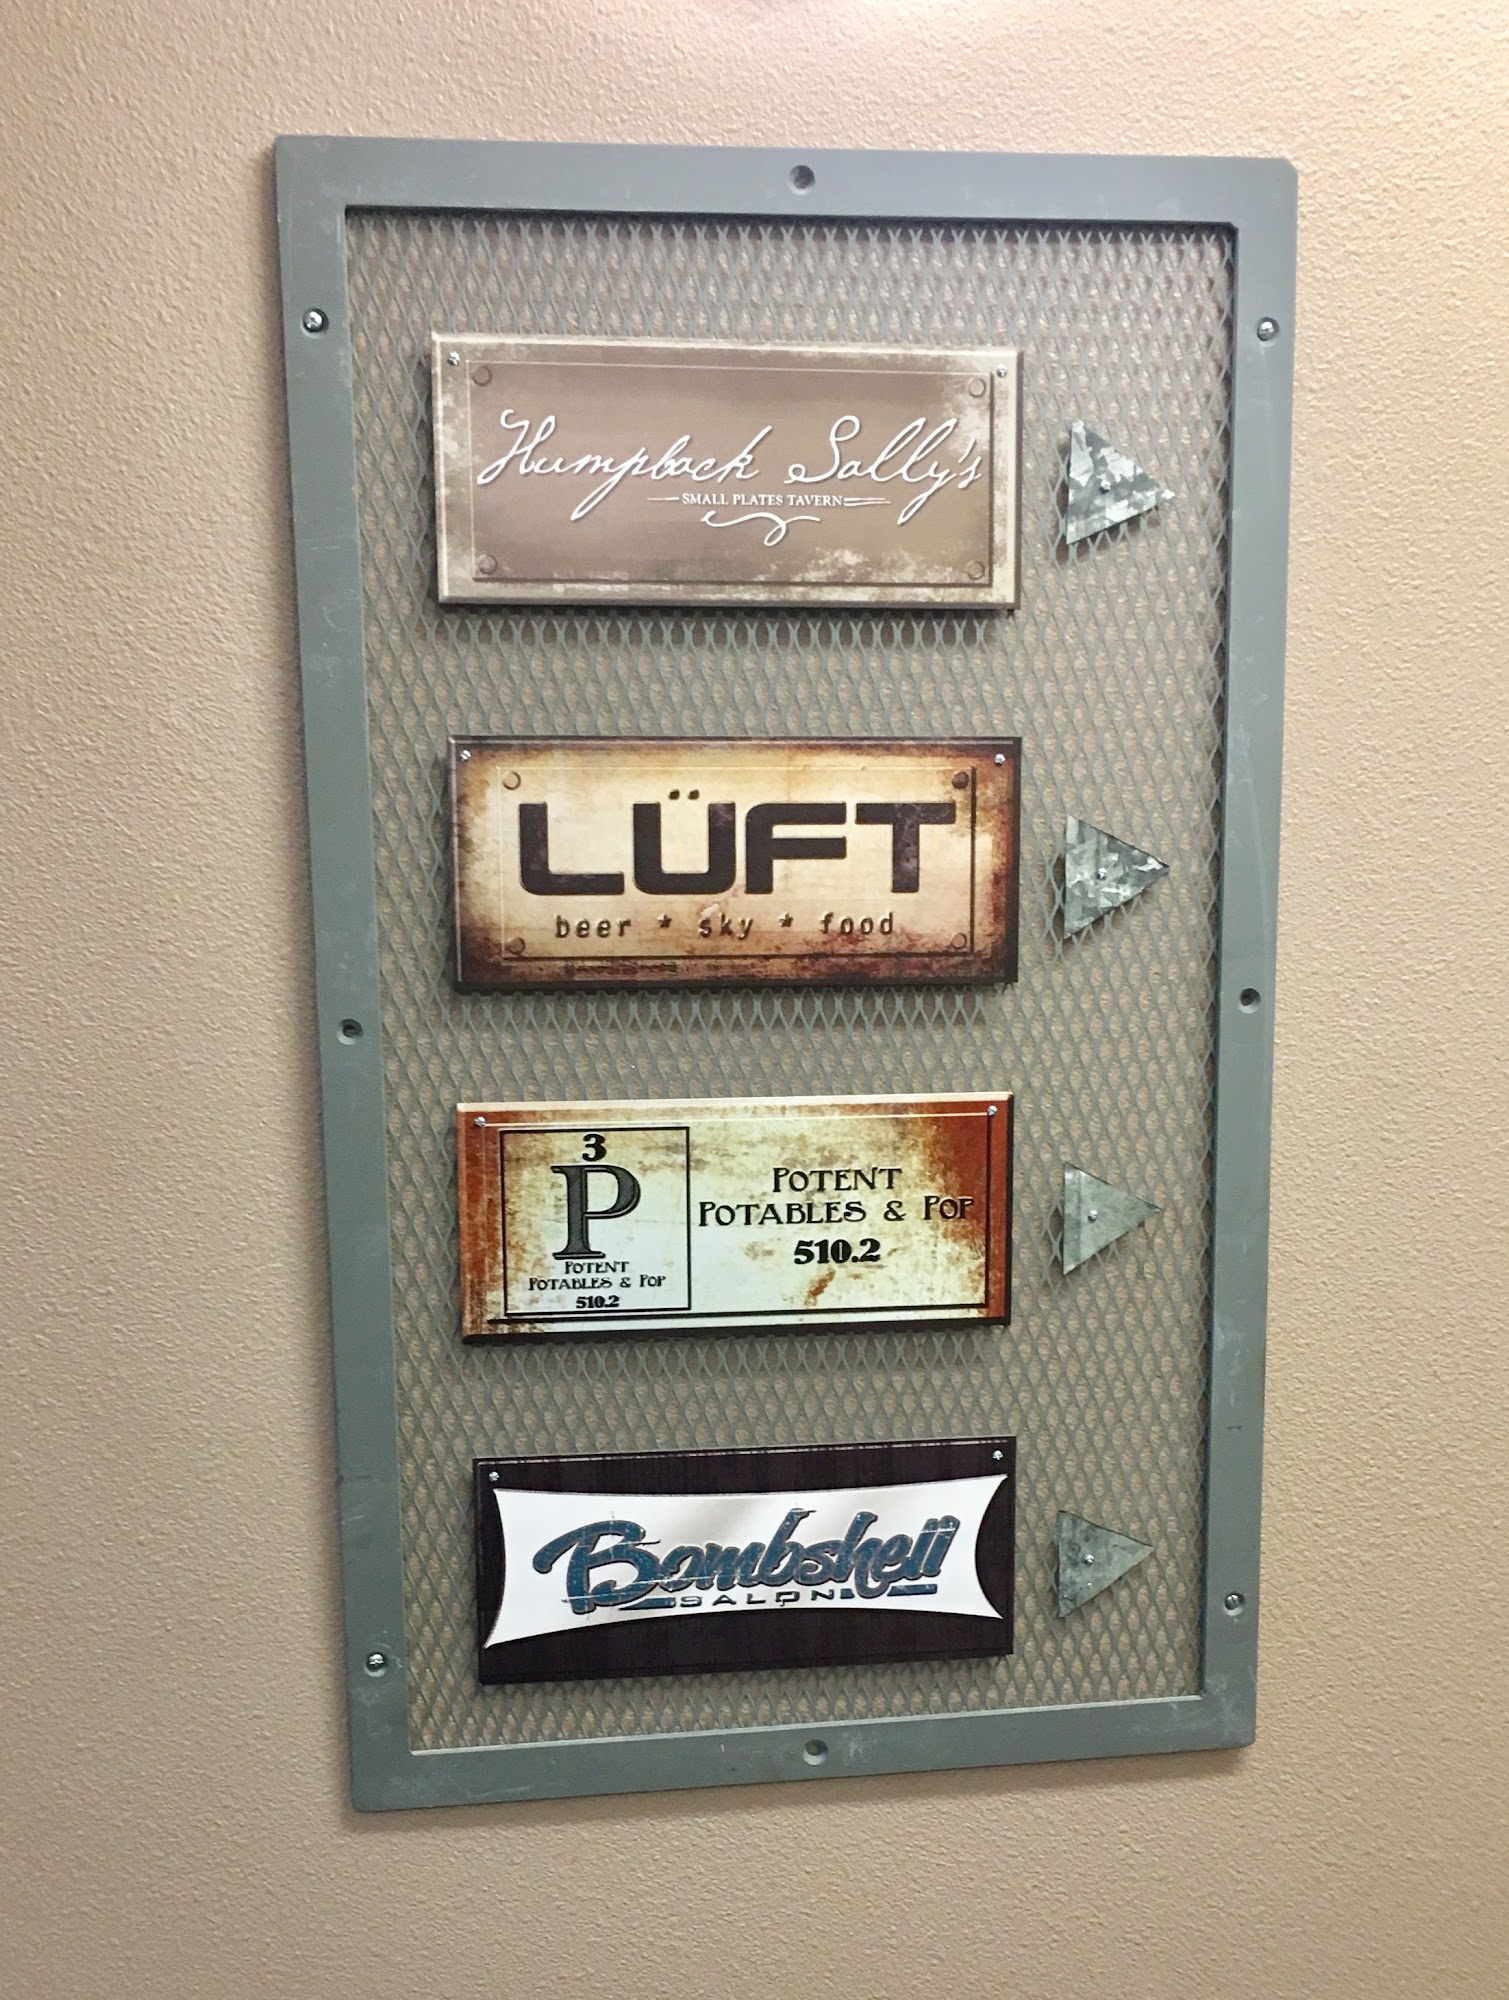 Humpback Sally's
SMALL PLATES TAVERN
LÜFT
beer * sky * food
3
P
POTENT
POTABLES & POP
510.2
POTENT
POTABLES & POP
510.2
Bombshell
SALON